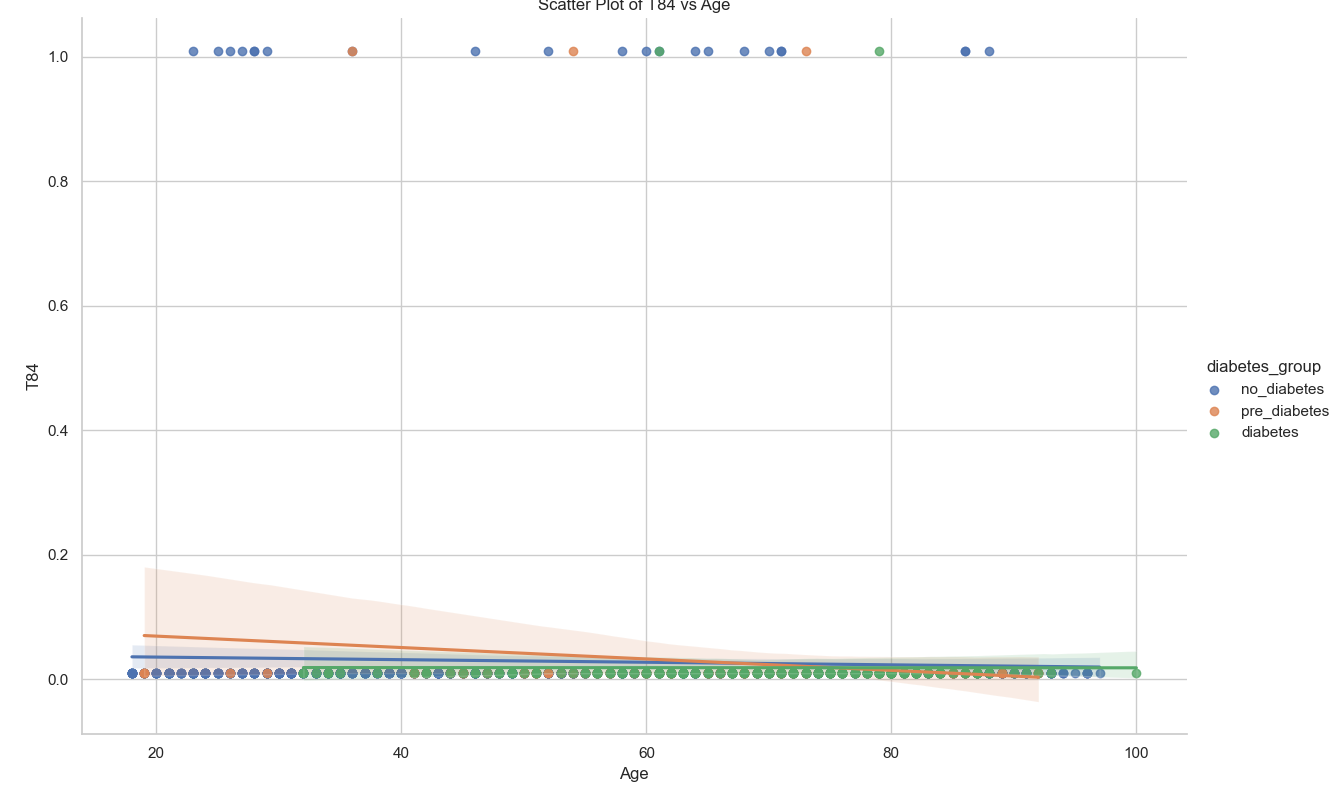 Scatter Plot of T84 vs Age
1.0
0.8
0.6
0.4
0.2
0.0
T84
20 40 60 80 100
Age
diabetes_group
no_diabetes
pre_diabetes
diabetes